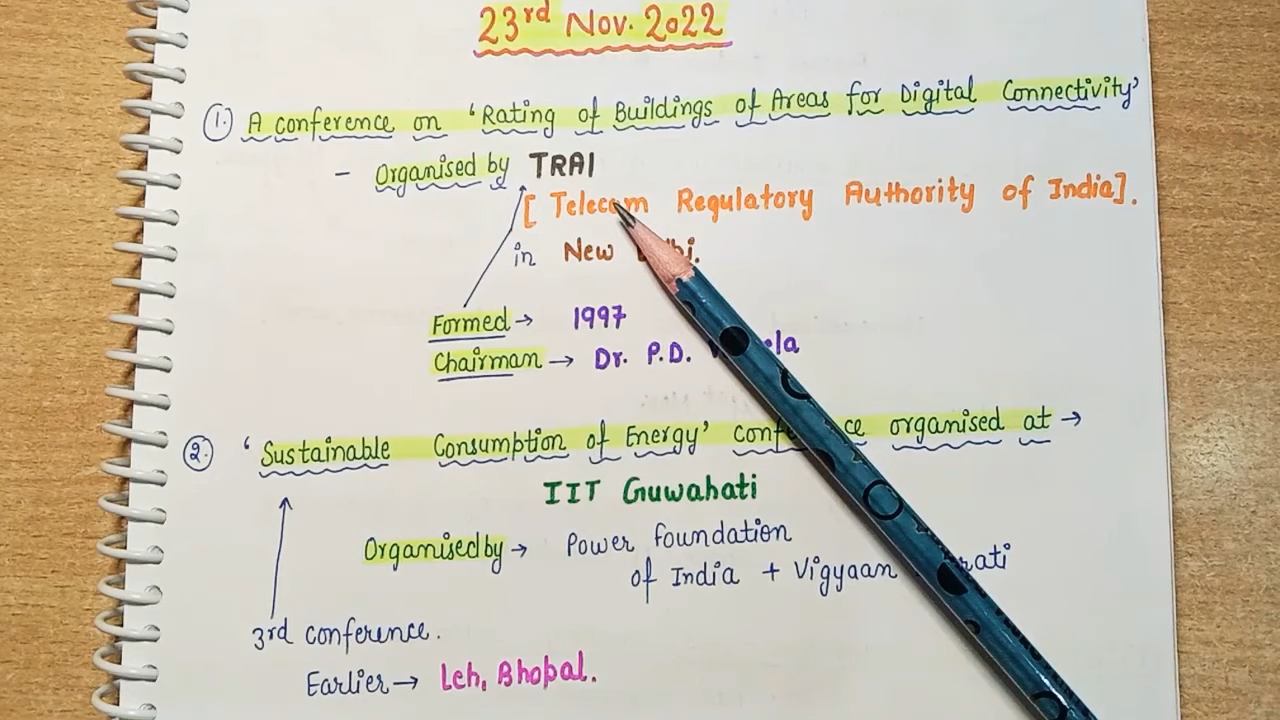 23rd Nov. 2022
1. A conference on 'Rating of Buildings of Areas for Digital Connectivity'
- Organised by TRAI
[Telecom Regulatory Authority of India].
in New
Formed → 1997
Chairman → Dr. P.D.
2. 'Sustainable Consumption of Energy' conference organised at →
IIT Guwahati
Organised by → Power foundation
of India + Vigyaan
3rd conference.
Earlier → Leh, Bhopal.